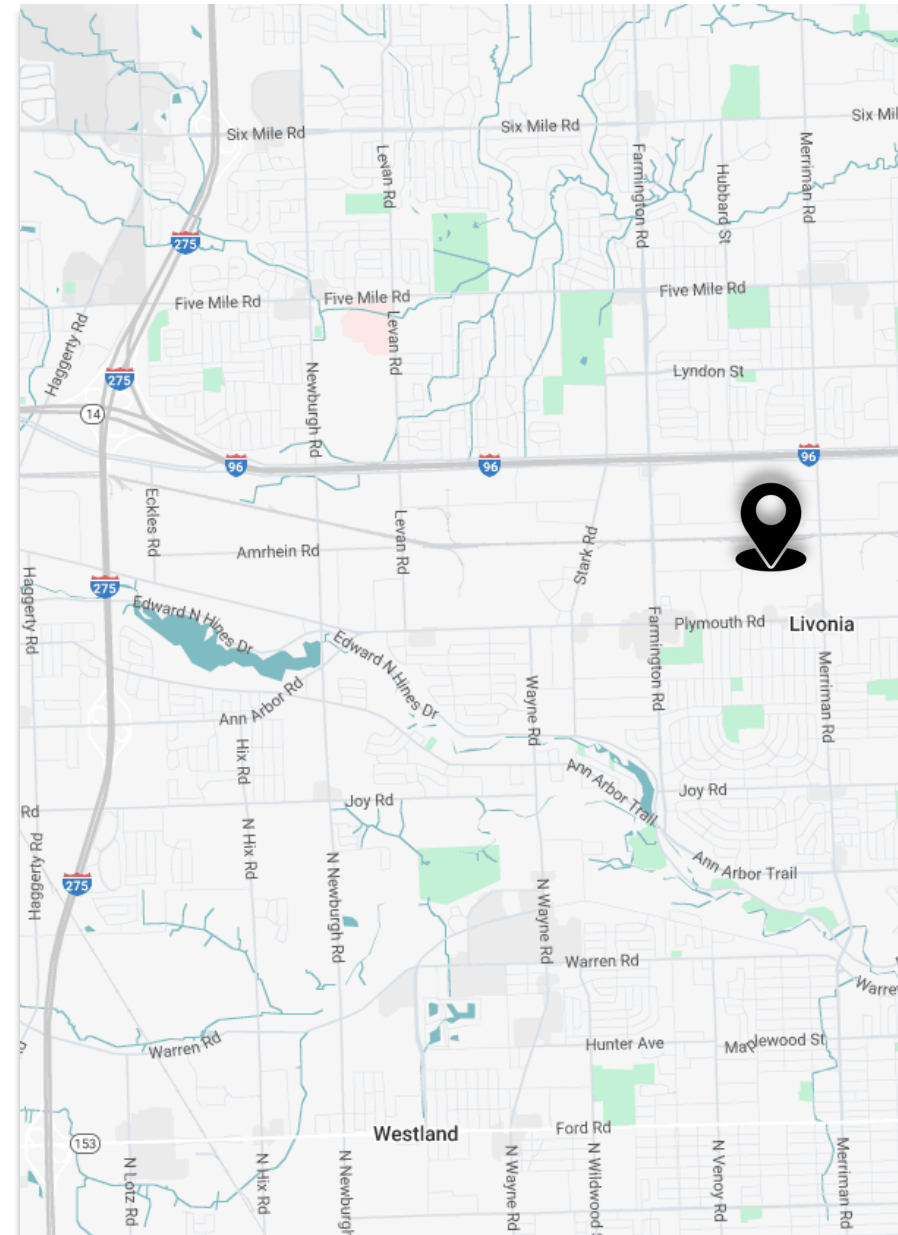 Six Mile Rd
Six Mile Rd
Six Mil
Levan Rd
Farmington Rd
Hubbard St
Merriman Rd
275
Five Mile Rd
Five Mile Rd
Five Mile Rd
Haggerty Rd
Levan Rd
Newburgh Rd
Lyndon St
275
14
96
96
96
Eckles Rd
Amrhein Rd
Levan Rd
Stark Rd
Haggerty Rd
275
Edward N Hines Dr
Edward N Hines Dr
Plymouth Rd
Livonia
Farmington Rd
Merriman Rd
Ann Arbor Rd
Wayne Rd
Hix Rd
Ann Arbor Trail
Joy Rd
Joy Rd
Rd
Haggerty Rd
N Hix Rd
N Newburgh Rd
Ann Arbor Trail
275
N Wayne Rd
Warren Rd
Warre
Warren Rd
Hunter Ave
Maplewood St
Westland
Ford Rd
153
N Lotz Rd
N Hix Rd
N Newburgh
N Wayne Rd
N Wildwood S
N Venoy Rd
Merriman Rd